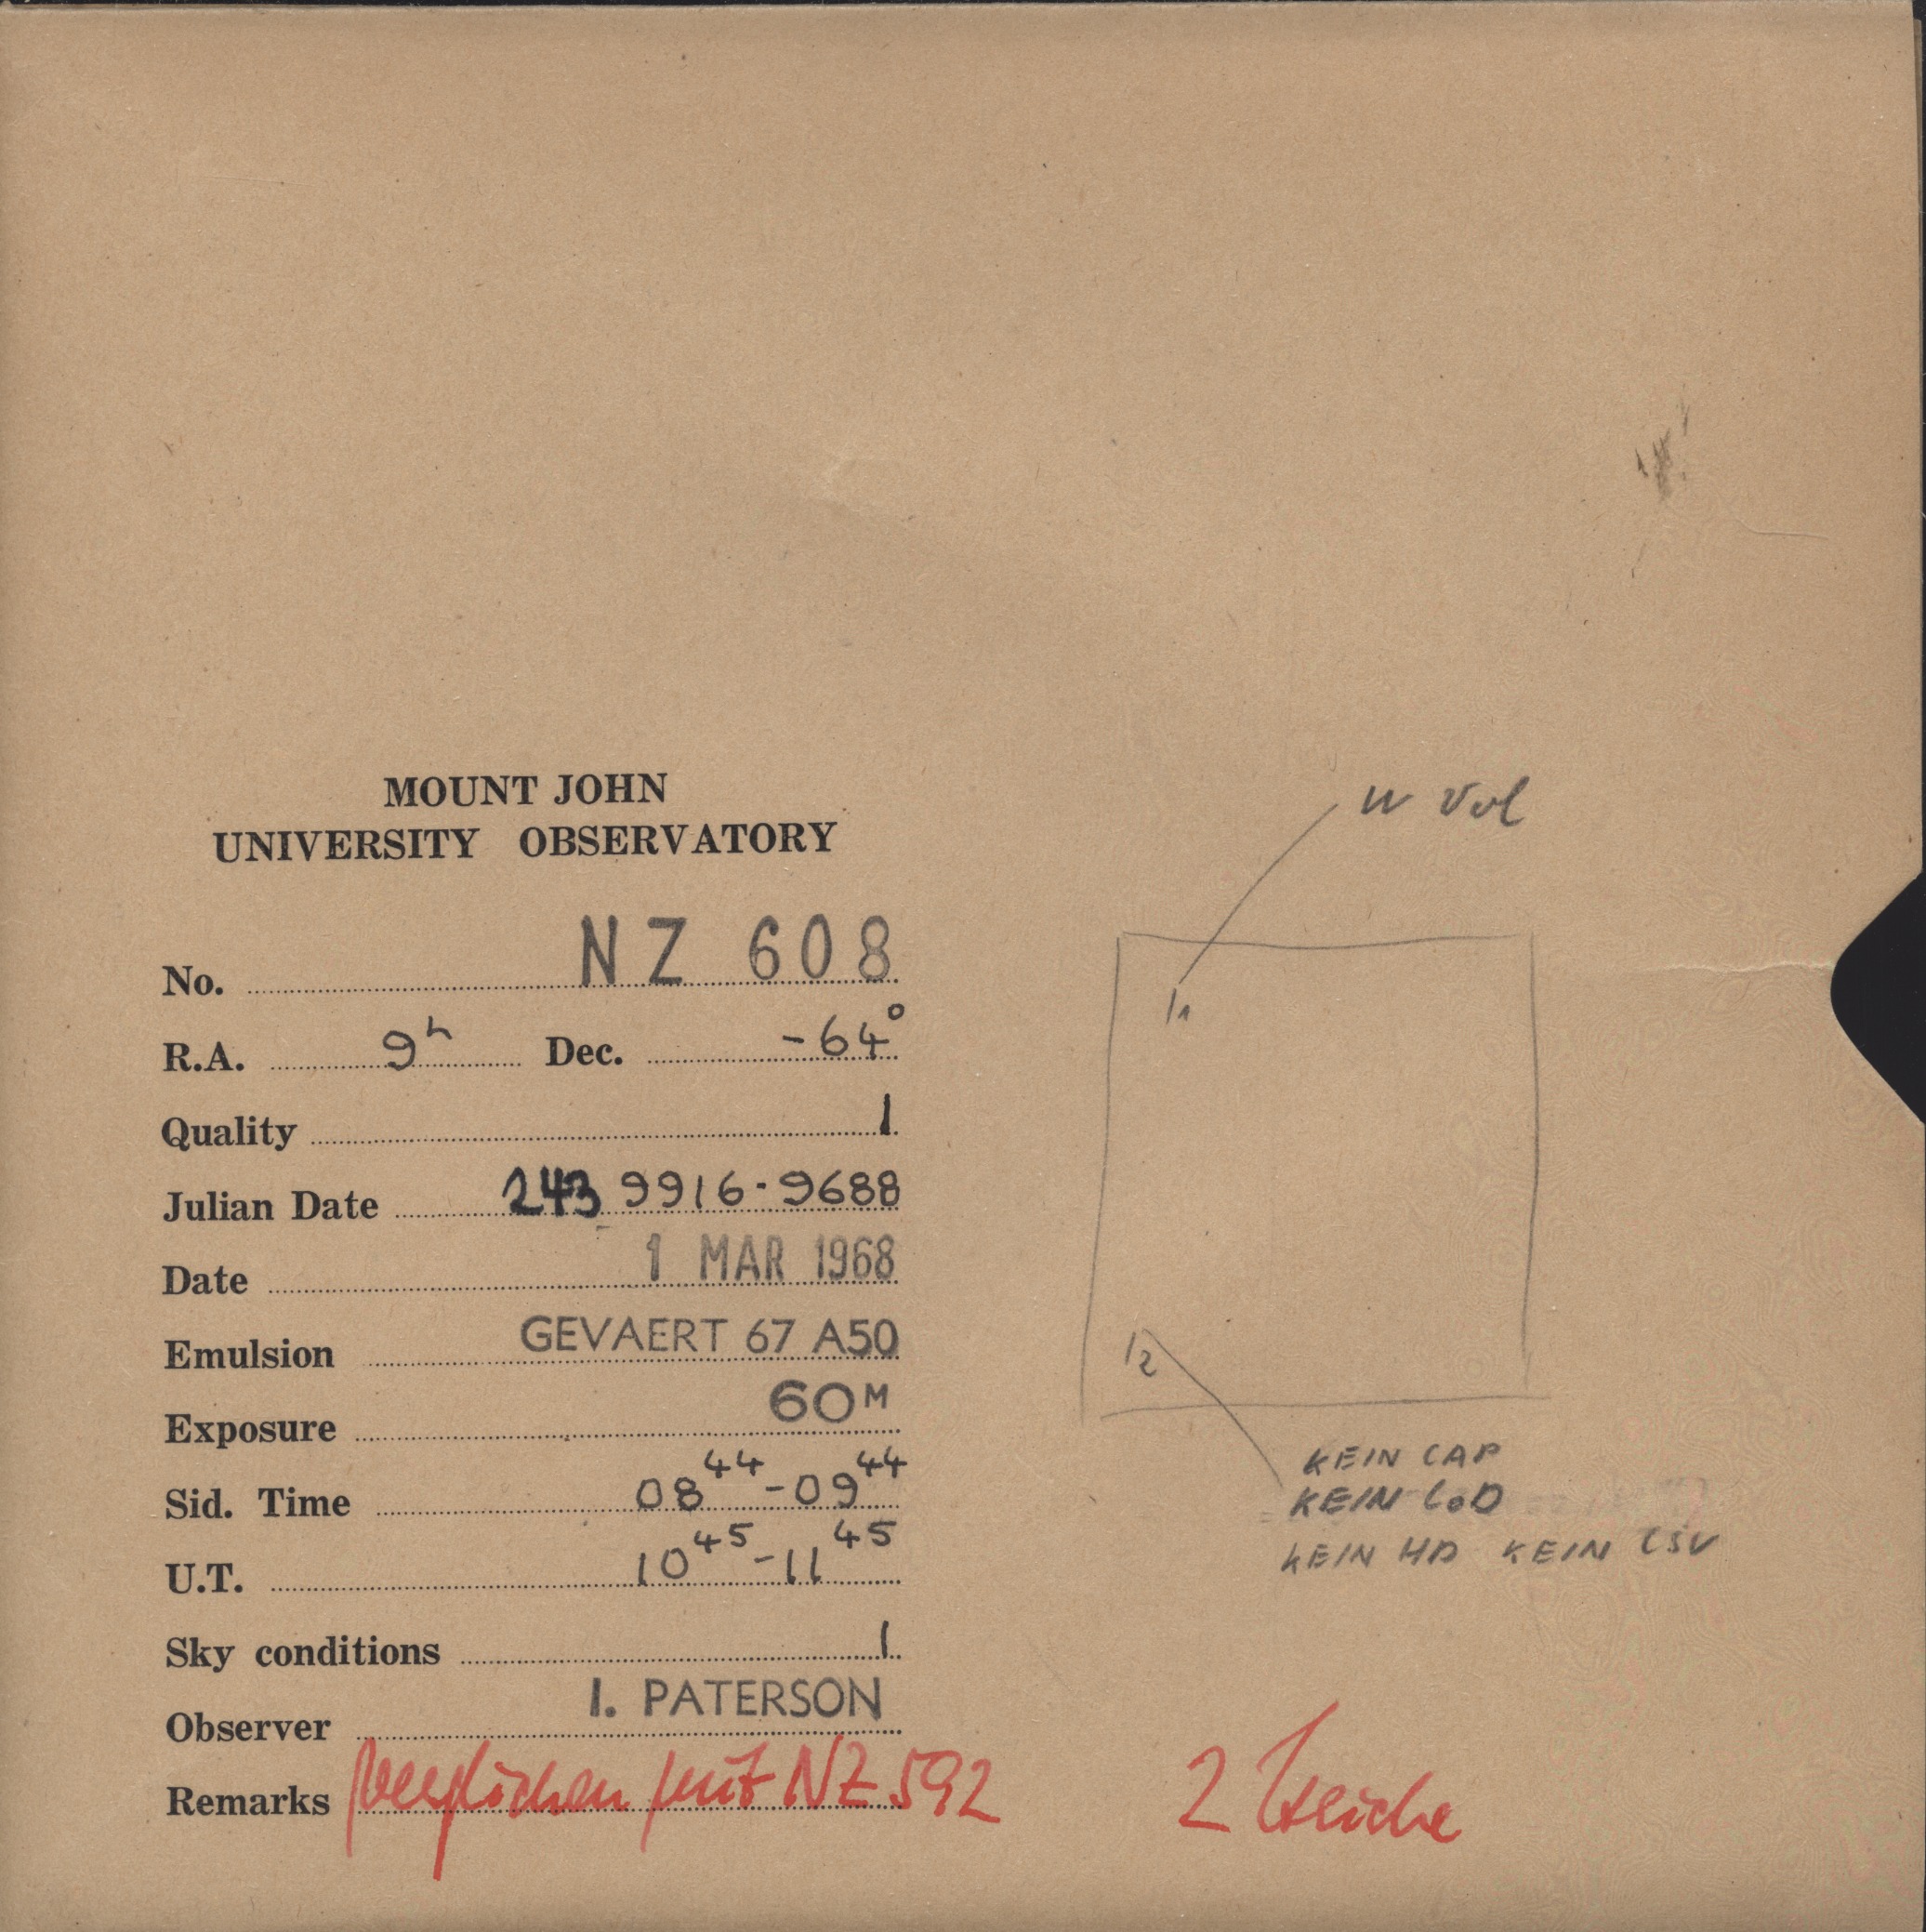 MOUNT JOHN
UNIVERSITY OBSERVATORY
No. NZ 608
R.A. 9h Dec. -64°
Quality 1
Julian Date 243 9916.9688
Date 1 MAR 1968
Emulsion GEVAERT 67 A50
Exposure 60M
Sid. Time 08 44 - 09 44
U.T. 10 45 - 11 45
Sky conditions 1
Observer I. PATERSON
Remarks verglichen mit NZ 592
W Vol
/1
/2
KEIN CAP
KEIN CoD
KEIN HD KEIN CSV
2 Striche